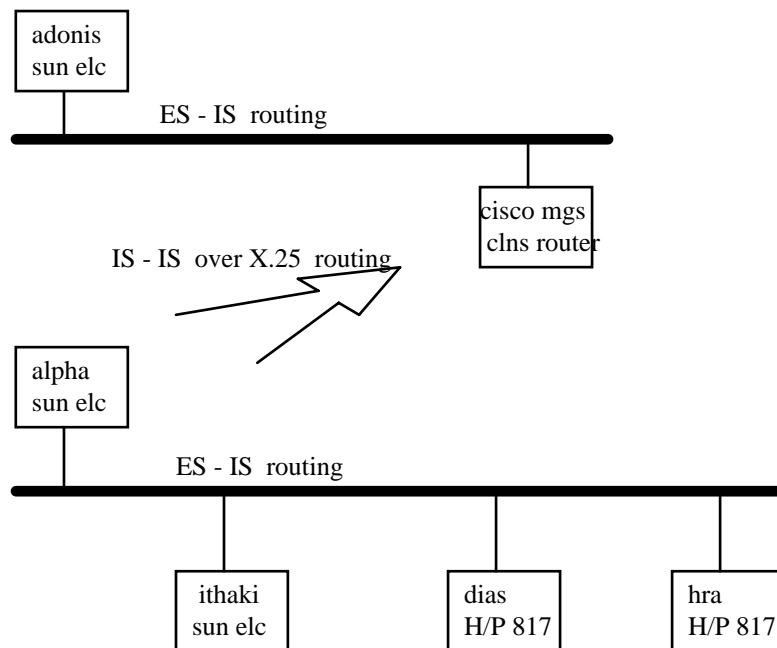 adonis
sun elc
ES - IS  routing
cisco mgs
clns router
IS - IS  over X.25  routing
alpha
sun elc
ES - IS  routing
ithaki
sun elc
dias
H/P 817
hra
H/P 817